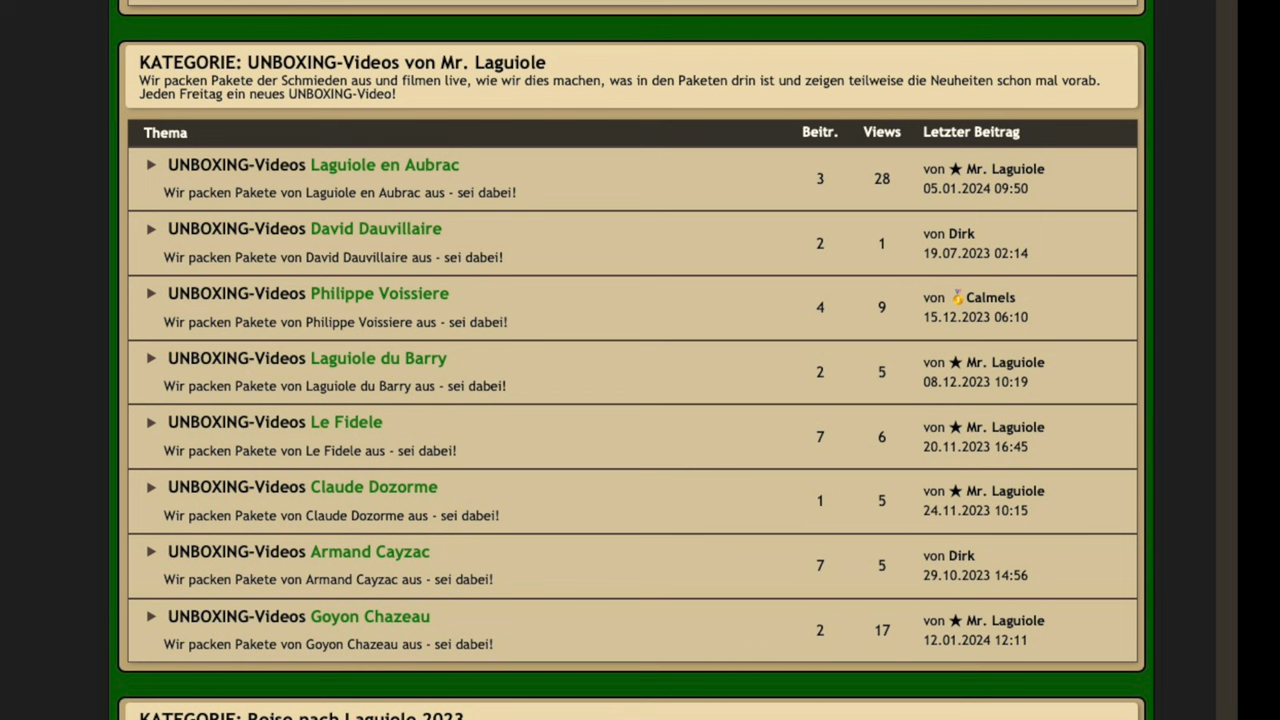 KATEGORIE: UNBOXING-Videos von Mr. Laguiole
Wir packen Pakete der Schmieden aus und filmen live, wie wir dies machen, was in den Paketen drin ist und zeigen teilweise die Neuheiten schon mal vorab.
Jeden Freitag ein neues UNBOXING-Video!
Thema Beitr. Views Letzter Beitrag
UNBOXING-Videos Laguiole en Aubrac
Wir packen Pakete von Laguiole en Aubrac aus - sei dabei!
3 28
von ★ Mr. Laguiole
05.01.2024 09:50
UNBOXING-Videos David Dauvillaire
Wir packen Pakete von David Dauvillaire aus - sei dabei!
2 1
von Dirk
19.07.2023 02:14
UNBOXING-Videos Philippe Voissiere
Wir packen Pakete von Philippe Voissiere aus - sei dabei!
4 9
von 🥇Calmels
15.12.2023 06:10
UNBOXING-Videos Laguiole du Barry
Wir packen Pakete von Laguiole du Barry aus - sei dabei!
2 5
von ★ Mr. Laguiole
08.12.2023 10:19
UNBOXING-Videos Le Fidele
Wir packen Pakete von Le Fidele aus - sei dabei!
7 6
von ★ Mr. Laguiole
20.11.2023 16:45
UNBOXING-Videos Claude Dozorme
Wir packen Pakete von Claude Dozorme aus - sei dabei!
1 5
von ★ Mr. Laguiole
24.11.2023 10:15
UNBOXING-Videos Armand Cayzac
Wir packen Pakete von Armand Cayzac aus - sei dabei!
7 5
von Dirk
29.10.2023 14:56
UNBOXING-Videos Goyon Chazeau
Wir packen Pakete von Goyon Chazeau aus - sei dabei!
2 17
von ★ Mr. Laguiole
12.01.2024 12:11
KATEGORIE: Reise nach Laguiole 2023